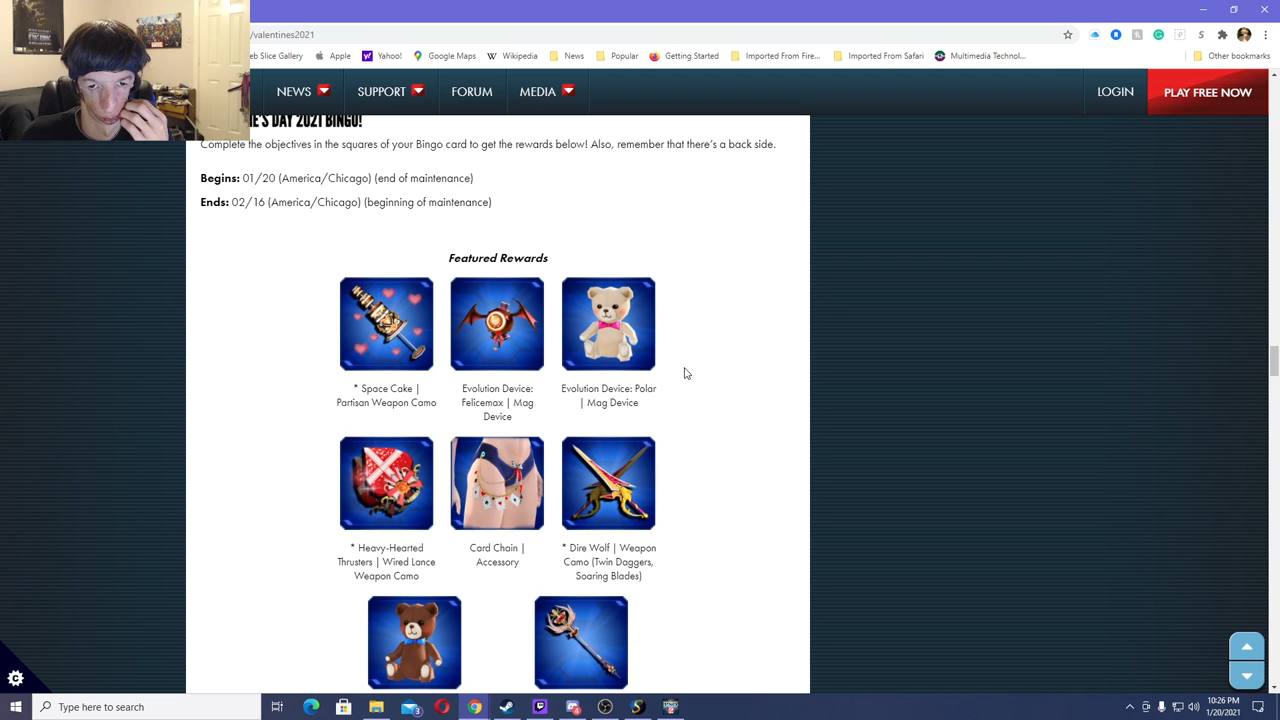 /valentines2021
eb Slice Gallery Apple Yahoo! Google Maps Wikipedia News Popular Getting Started Imported From Fire... Imported From Safari Multimedia Technol... Other bookmarks
NEWS SUPPORT FORUM MEDIA LOGIN PLAY FREE NOW
E'S DAY 2021 BINGO!
Complete the objectives in the squares of your Bingo card to get the rewards below! Also, remember that there's a back side.
Begins: 01/20 (America/Chicago) (end of maintenance)
Ends: 02/16 (America/Chicago) (beginning of maintenance)
Featured Rewards
* Space Cake |
Partisan Weapon Camo
Evolution Device:
Felicemax | Mag
Device
Evolution Device: Polar
| Mag Device
* Heavy-Hearted
Thrusters | Wired Lance
Weapon Camo
Card Chain |
Accessory
* Dire Wolf | Weapon
Camo (Twin Daggers,
Soaring Blades)
Type here to search
10:26 PM
1/20/2021